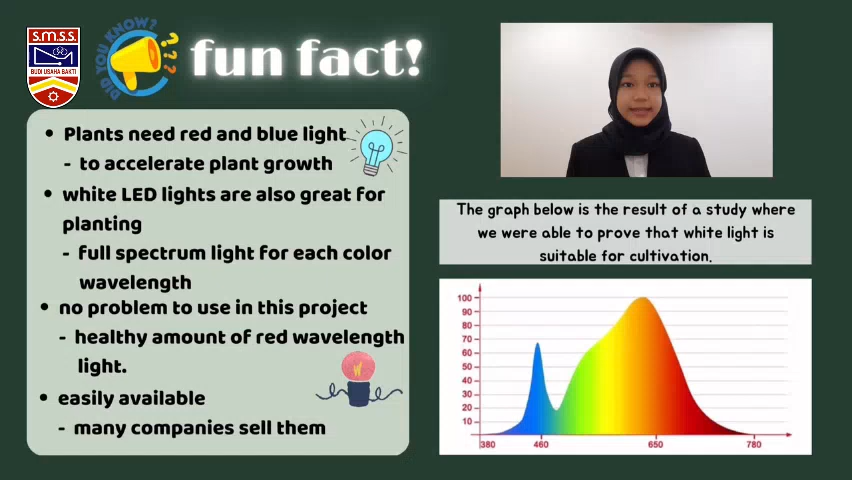 S.M.S.S.
BUDI USAHA BAKTI
DID YOU KNOW?
???
fun fact!
• Plants need red and blue light
- to accelerate plant growth
• white LED lights are also great for
planting
- full spectrum light for each color
wavelength
• no problem to use in this project
- healthy amount of red wavelength
light.
• easily available
- many companies sell them
The graph below is the result of a study where
we were able to prove that white light is
suitable for cultivation.
100
90
80
70
60
50
40
30
20
10
380 460 650 780